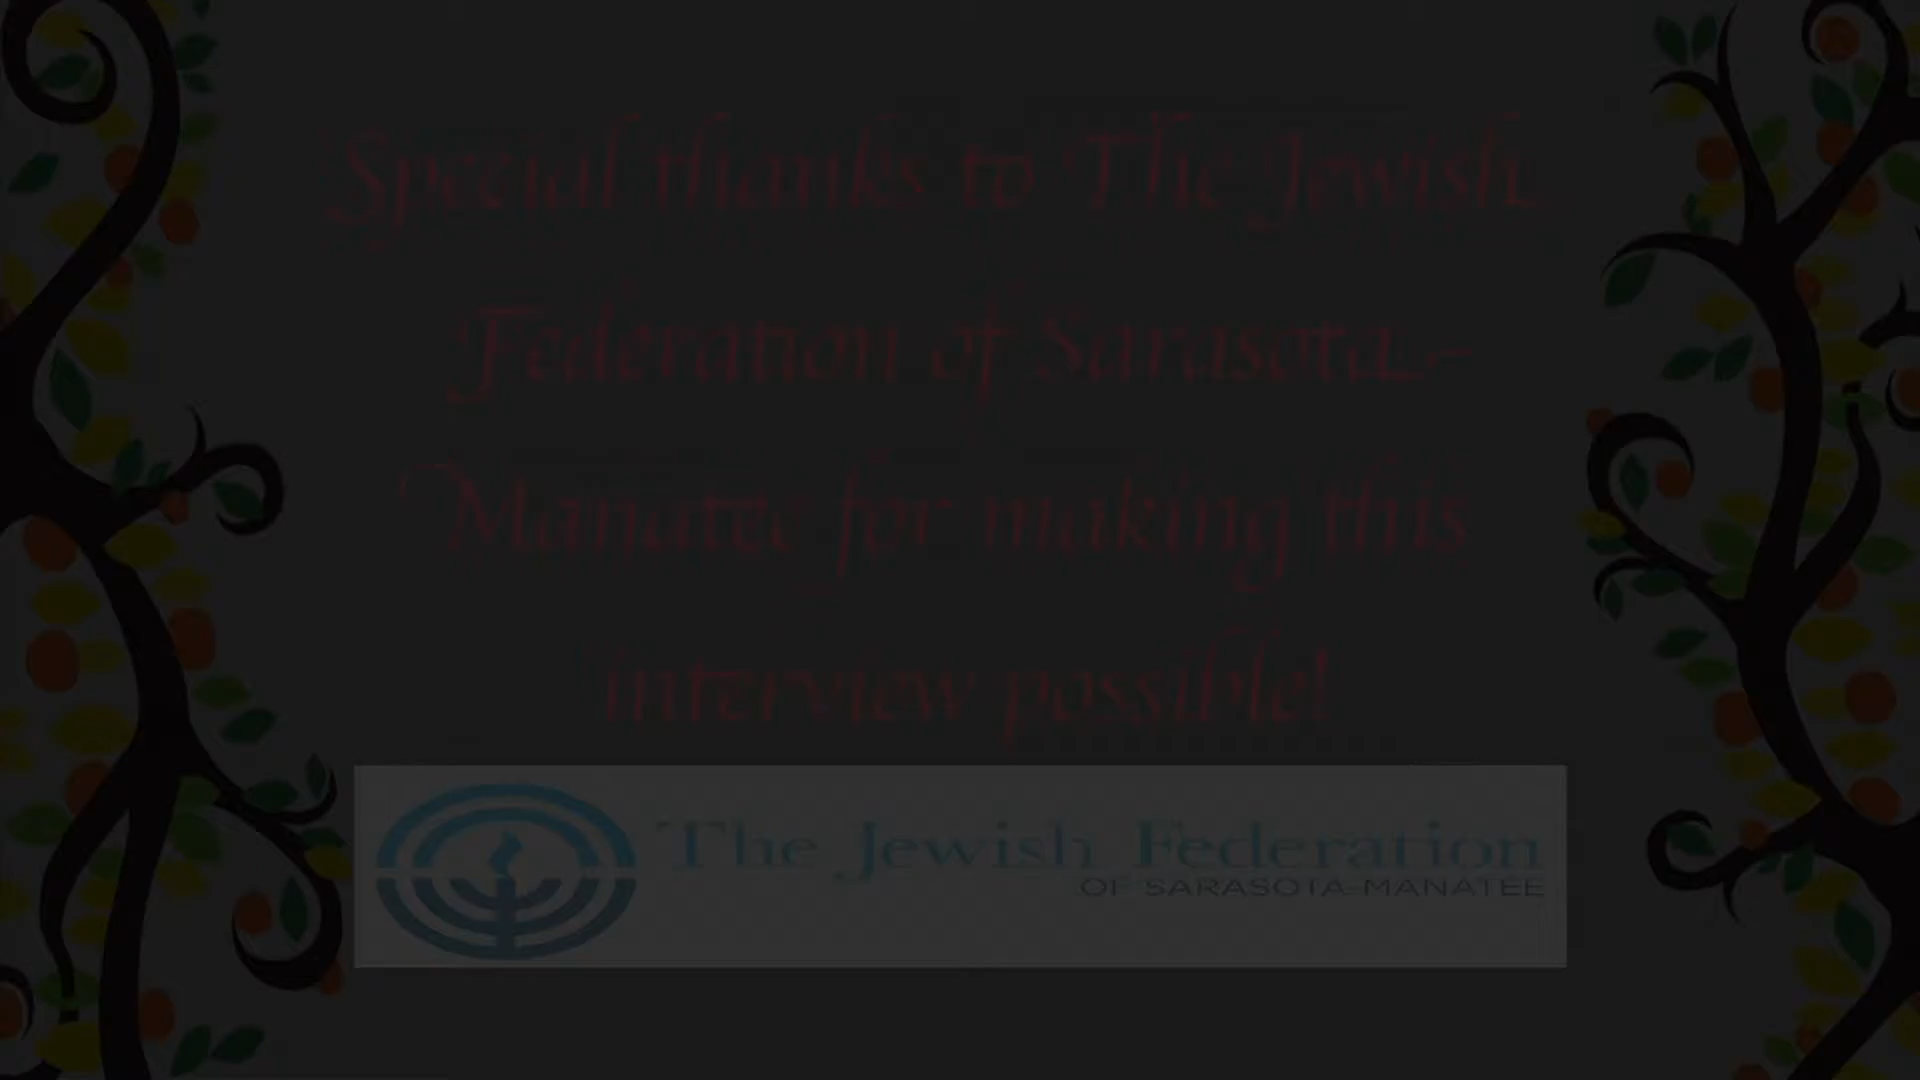 Special thanks to The Jewish
Federation of Sarasota-
Manatee for making this
interview possible!
The Jewish Federation
OF SARASOTA-MANATEE